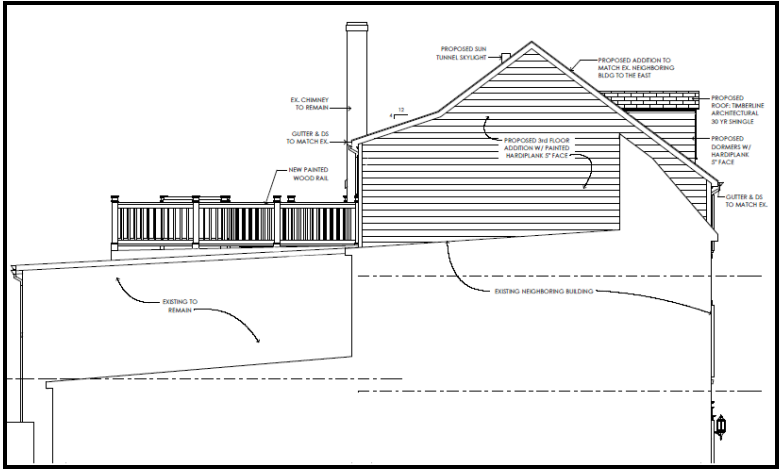 PROPOSED SUN
TUNNEL SKYLIGHT
PROPOSED ADDITION TO
MATCH EX. NEIGHBORING
BLDG TO THE EAST
EX. CHIMNEY
TO REMAIN
12
4
PROPOSED
ROOF: TIMBERLINE
ARCHITECTURAL
30 YR SHINGLE
GUTTER & DS
TO MATCH EX.
PROPOSED 3rd FLOOR
ADDITION W/ PAINTED
HARDIPLANK 5" FACE
PROPOSED
DORMERS W/
HARDIPLANK
5" FACE
NEW PAINTED
WOOD RAIL
GUTTER & DS
TO MATCH EX.
EXISTING TO
REMAIN
EXISTING NEIGHBORING BUILDING